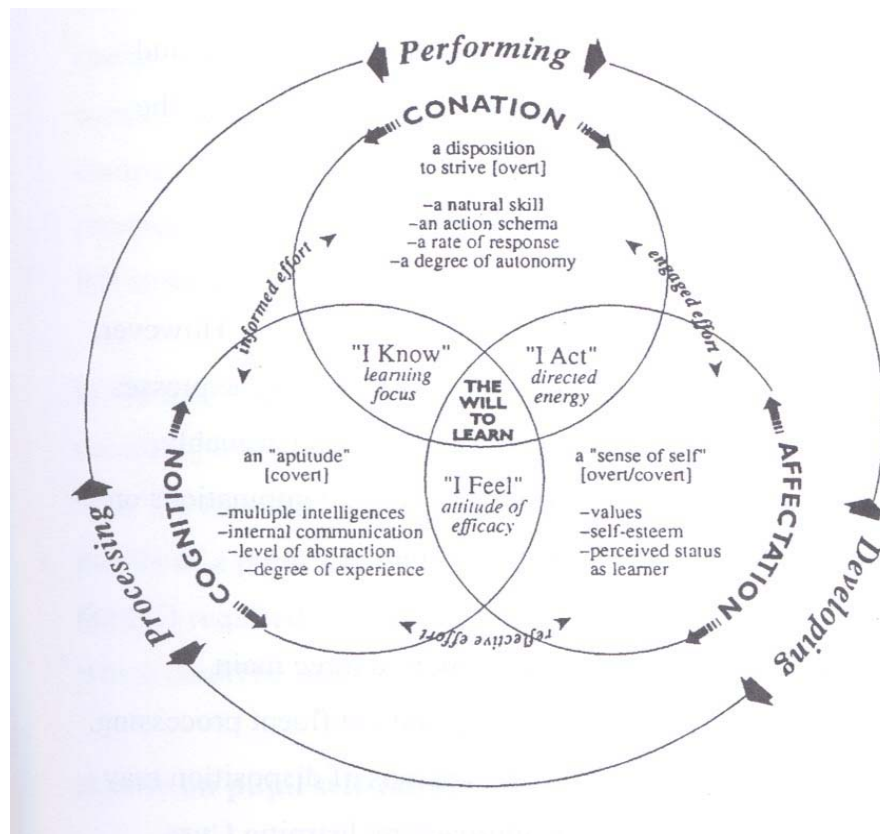 Performing
CONATION
a disposition
to strive [overt]
–a natural skill
–an action schema
–a rate of response
–a degree of autonomy
informed effort
engaged effort
"I Know"
learning
focus
"I Act"
directed
energy
THE
WILL
TO
LEARN
"I Feel"
attitude of
efficacy
COGNITION
an "aptitude"
[covert]
–multiple intelligences
–internal communication
–level of abstraction
–degree of experience
AFFECTATION
a "sense of self"
[overt/covert]
–values
–self-esteem
–perceived status
as learner
reflective effort
Processing
Developing